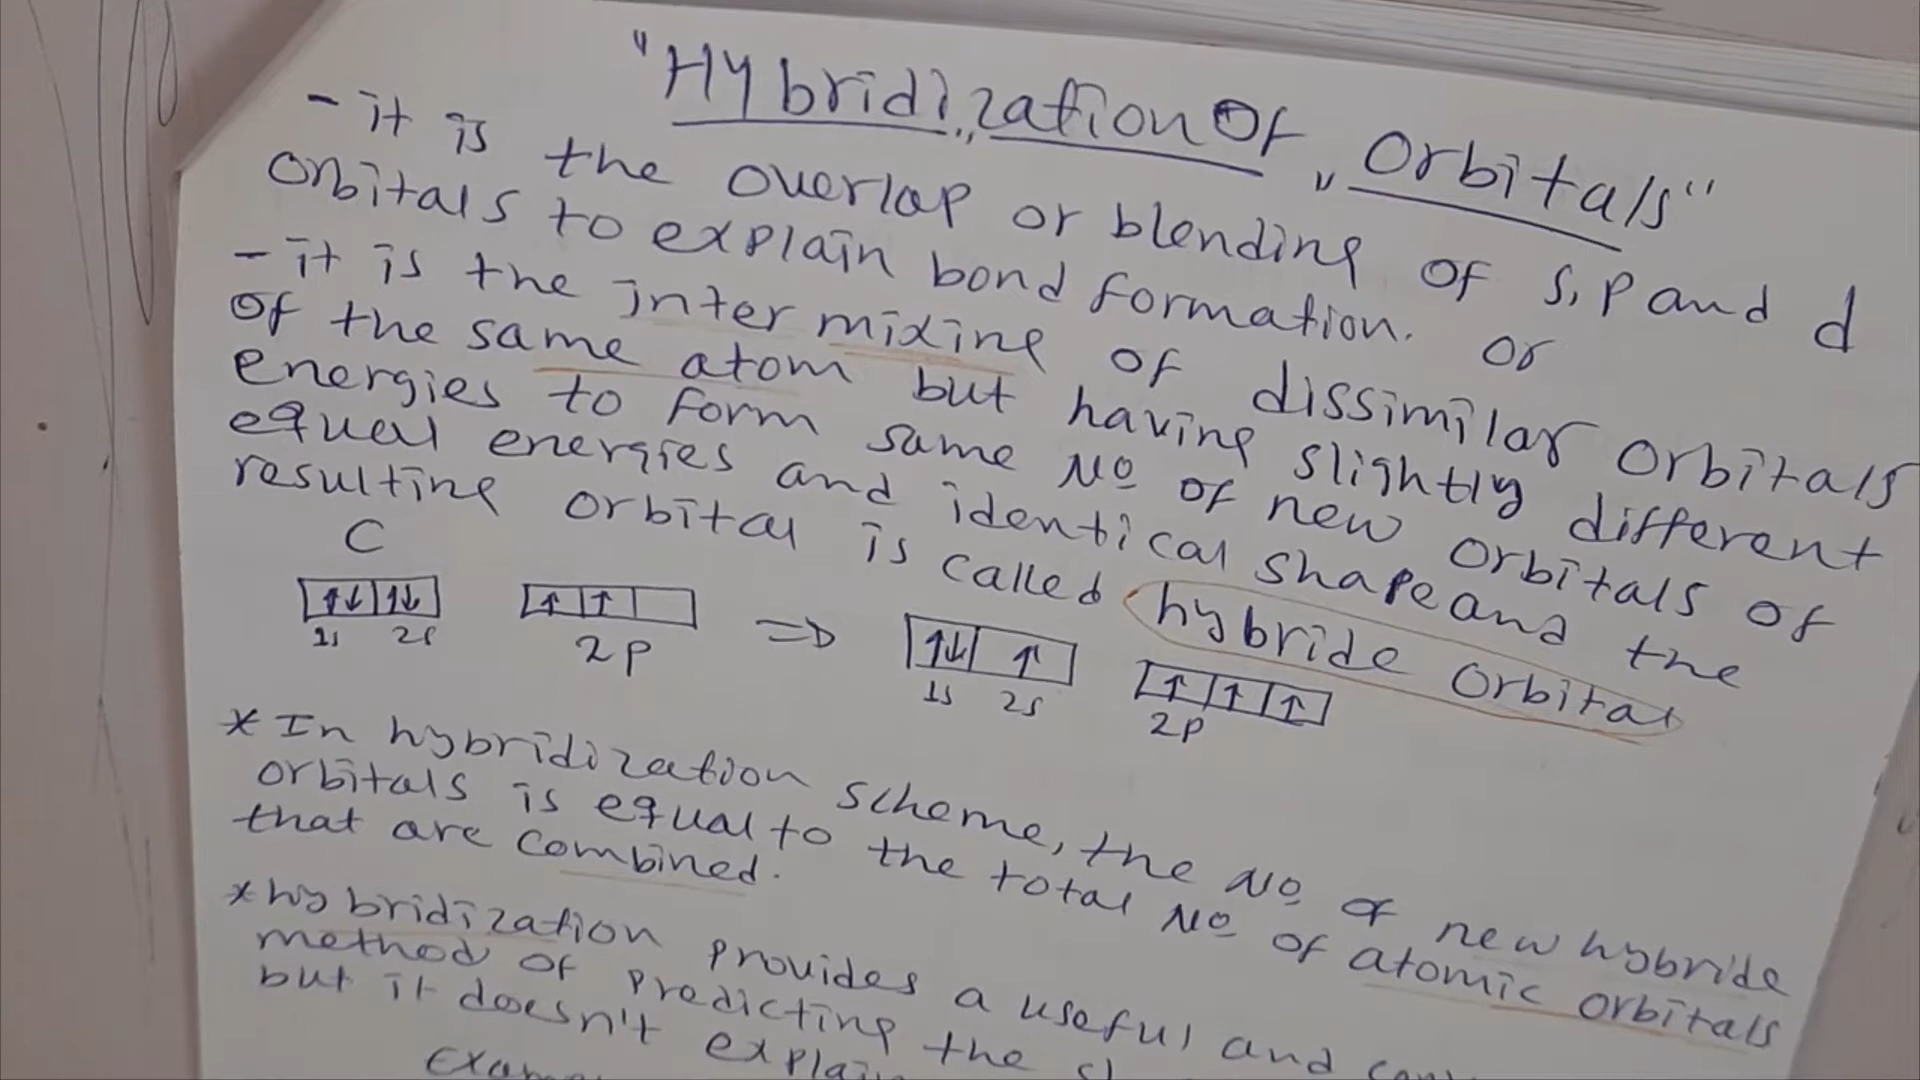 "Hybridization Of Orbitals"
- it is the overlap or blending of s, p and d
orbitals to explain bond formation. or
- it is the inter mixing of dissimilar orbitals
of the same atom but having slightly different
energies to form same No of new orbitals of
equal energies and identical shape and the
resulting orbital is called hybride orbital
C
↑↓ ↑↓ ↑ ↑ ⇒ ↑↓ ↑ ↑ ↑ ↑
1s 2s 2p 1s 2s 2p
* In hybridization scheme, the No of new hybride
orbitals is equal to the total No of atomic orbitals
that are combined.
* hybridization provides a useful and
method of predicting the
but it doesn't